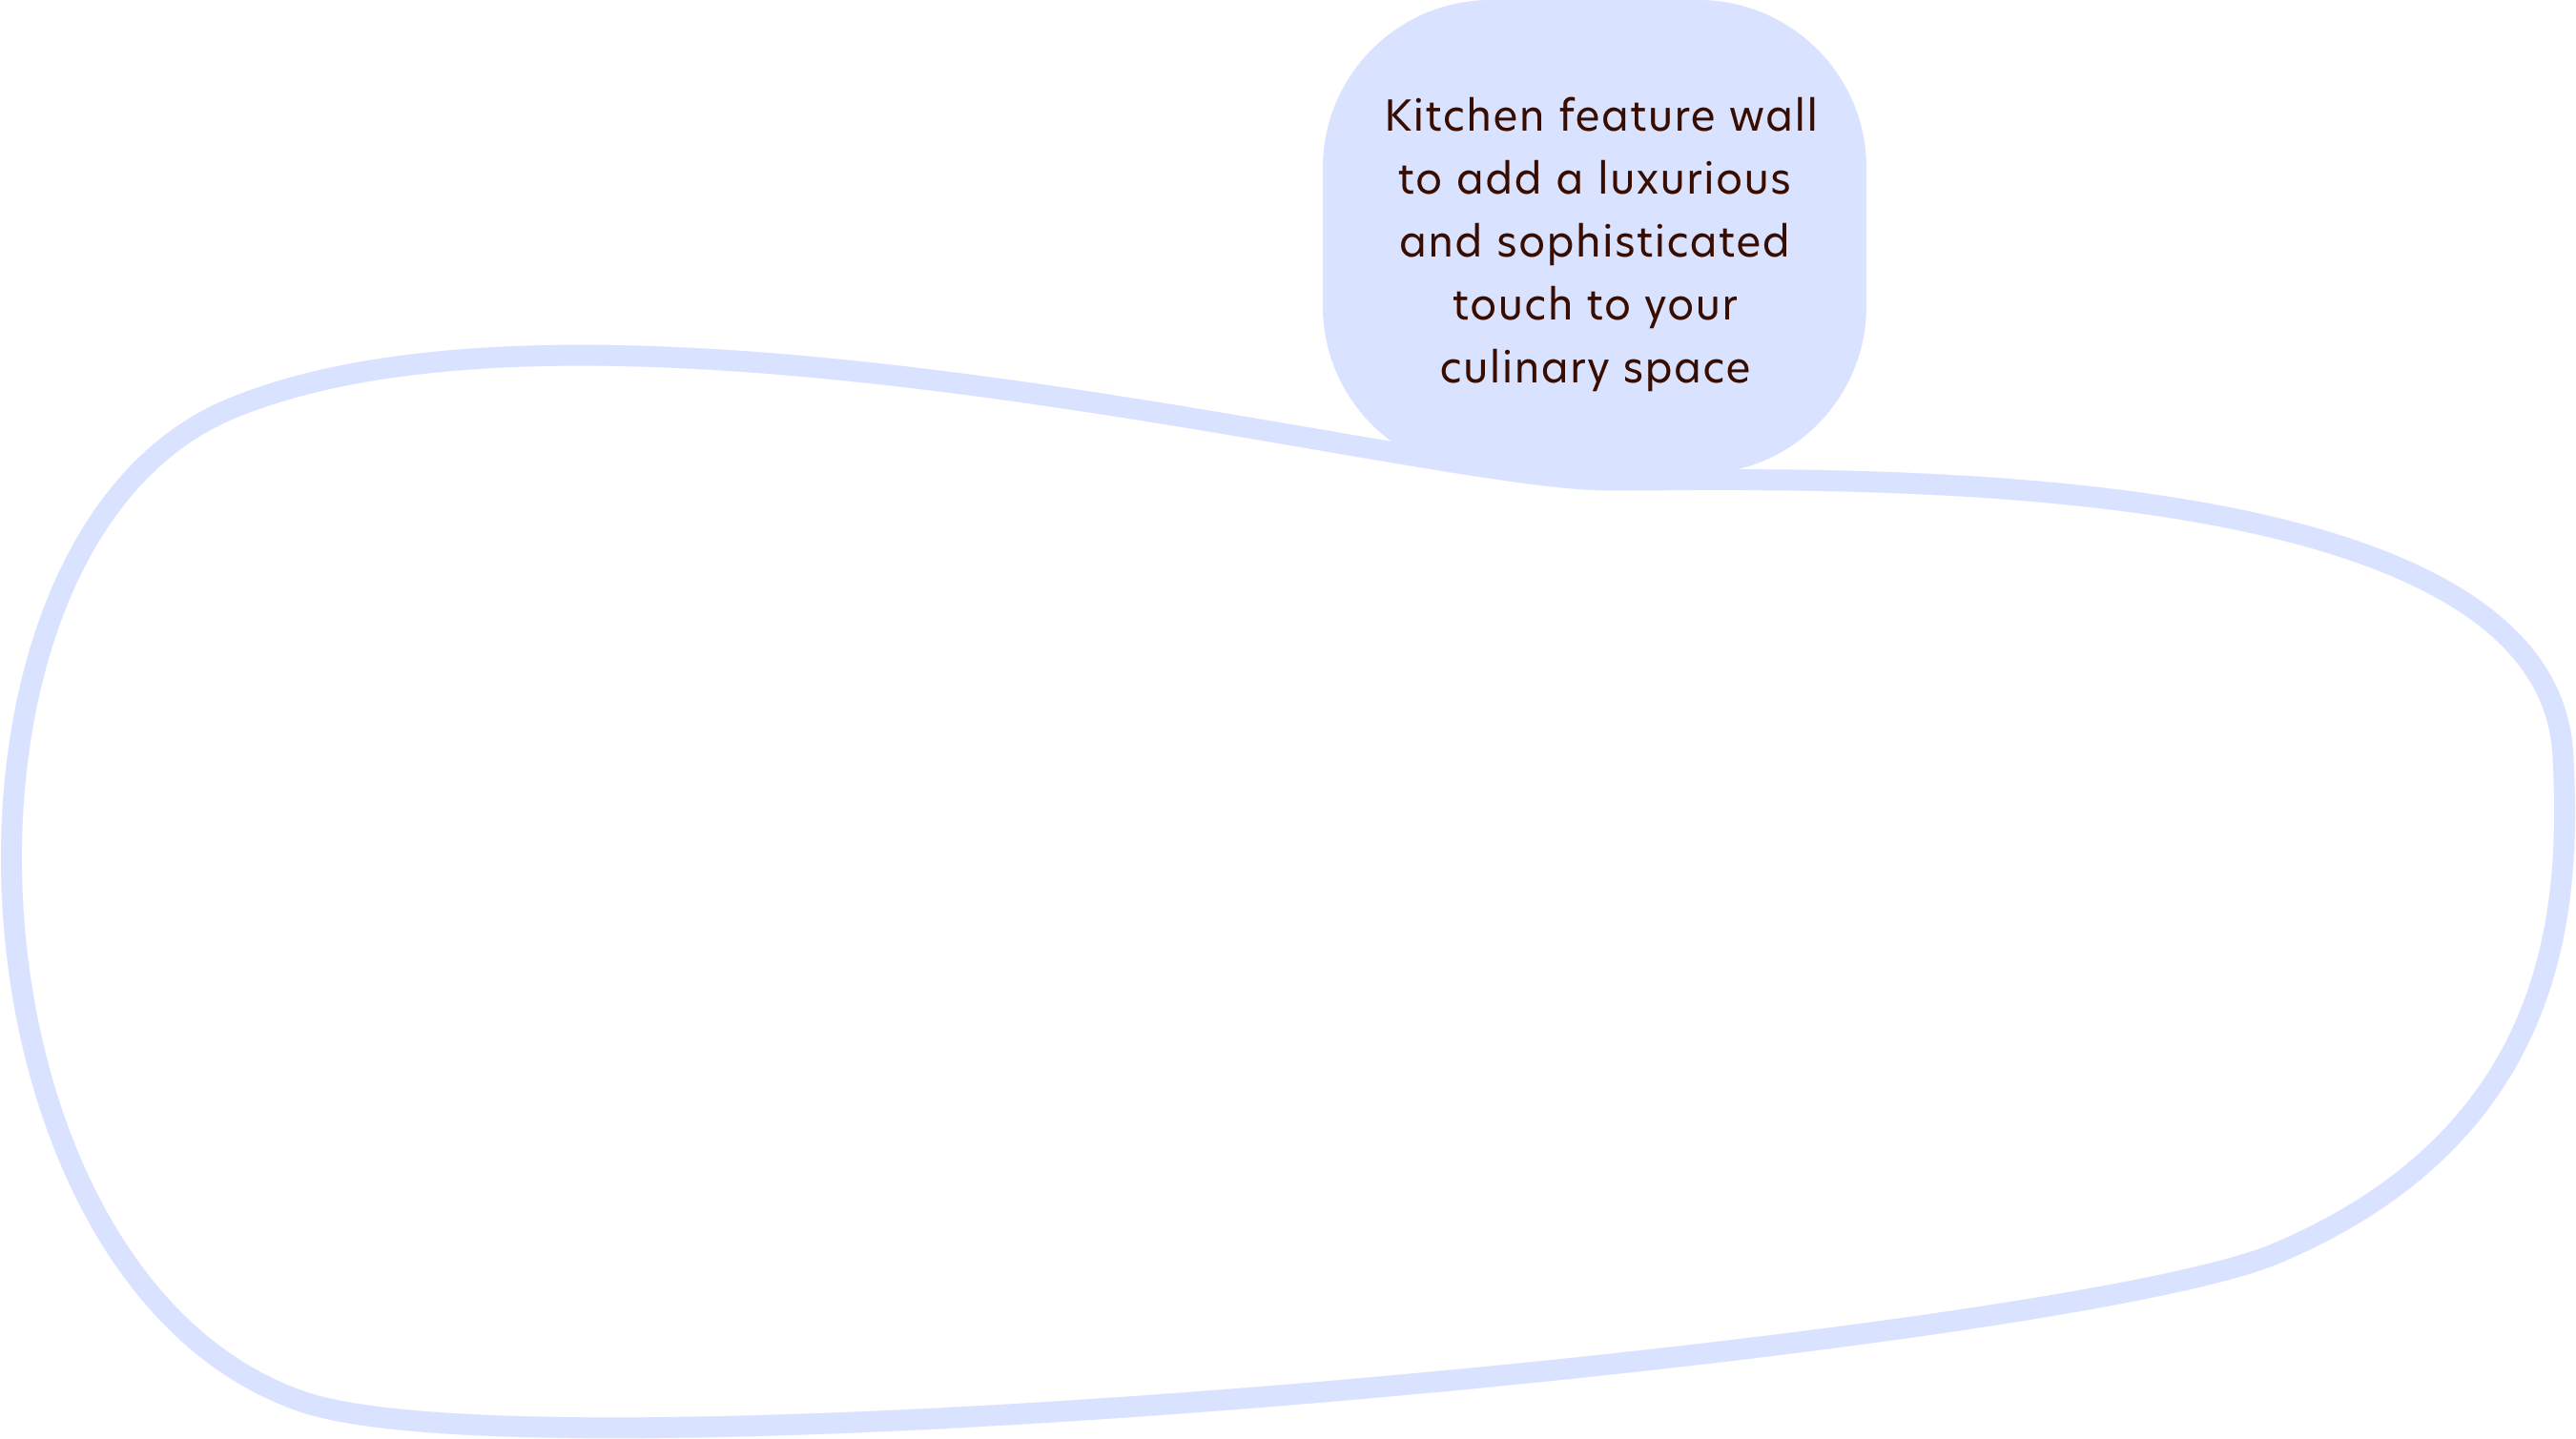 Kitchen feature wall
to add a luxurious
and sophisticated
touch to your
culinary space